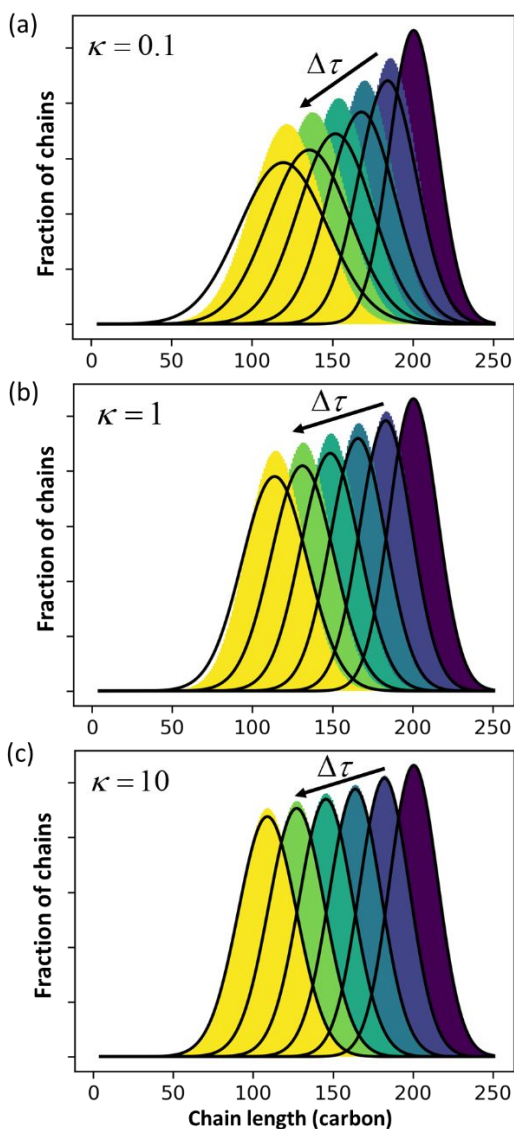 (a)
κ = 0.1
Δτ
Fraction of chains
0 50 100 150 200 250
(b)
κ = 1
Δτ
Fraction of chains
0 50 100 150 200 250
(c)
κ = 10
Δτ
Fraction of chains
0 50 100 150 200 250
Chain length (carbon)